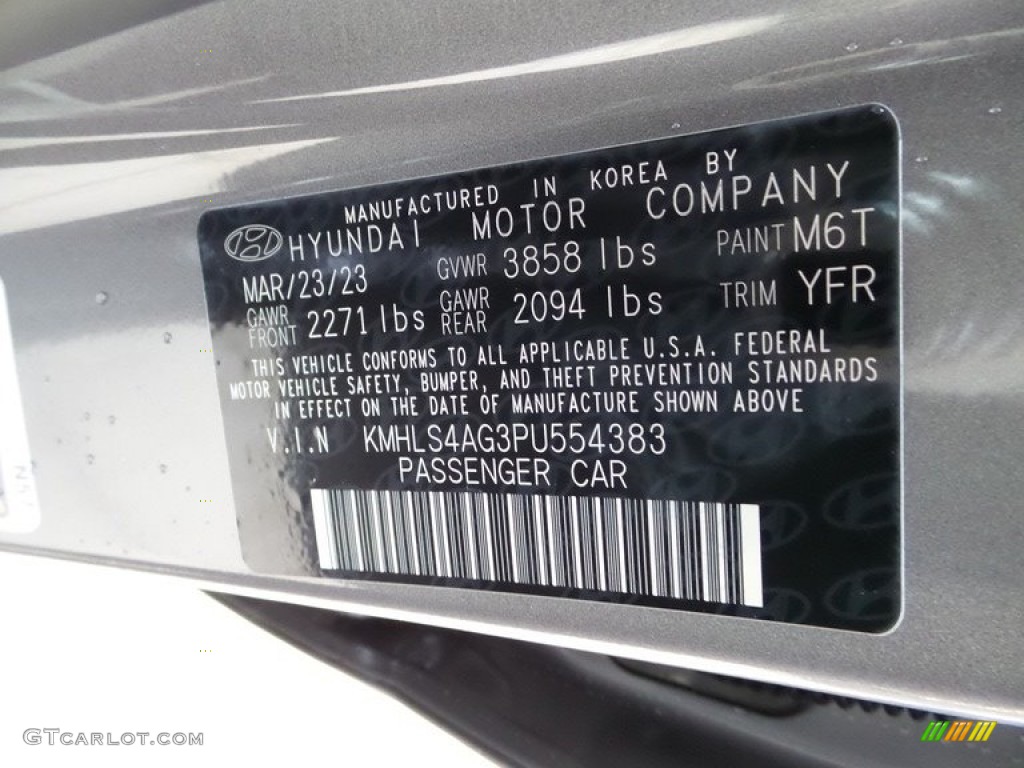 MANUFACTURED IN KOREA BY
HYUNDAI MOTOR COMPANY
MAR/23/23 GVWR 3858 lbs PAINT M6T
GAWR FRONT 2271 lbs GAWR REAR 2094 lbs TRIM YFR
THIS VEHICLE CONFORMS TO ALL APPLICABLE U.S.A. FEDERAL
MOTOR VEHICLE SAFETY, BUMPER, AND THEFT PREVENTION STANDARDS
IN EFFECT ON THE DATE OF MANUFACTURE SHOWN ABOVE
V.I.N KMHLS4AG3PU554383
PASSENGER CAR
GTCARLOT.COM